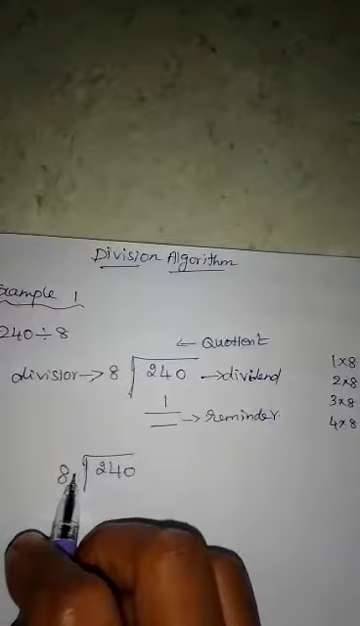 Division Algorithm
Example 1
240÷8
← Quotient
divisior→ 8 240 →dividend
1 →reminder
1×8
2×8
3×8
4×8
8 240